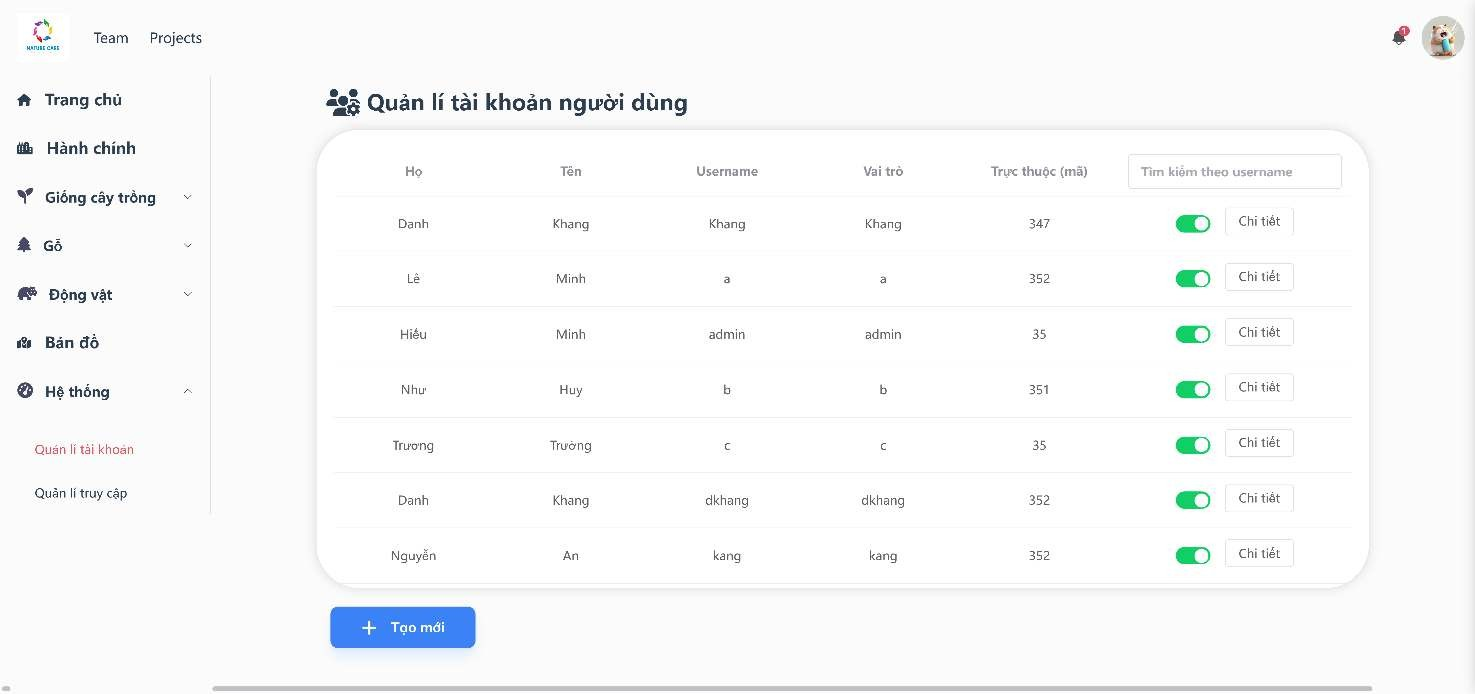 NATURE CARE
Team Projects
1
Trang chủ
Hành chính
Giống cây trồng
Gỗ
Động vật
Bản đồ
Hệ thống
Quản lí tài khoản
Quản lí truy cập
Quản lí tài khoản người dùng
Họ Tên Username Vai trò Trực thuộc (mã) Tìm kiếm theo username
Danh Khang Khang Khang 347 Chi tiết
Lê Minh a a 352 Chi tiết
Hiếu Minh admin admin 35 Chi tiết
Như Huy b b 351 Chi tiết
Trương Trường c c 35 Chi tiết
Danh Khang dkhang dkhang 352 Chi tiết
Nguyễn An kang kang 352 Chi tiết
+ Tạo mới